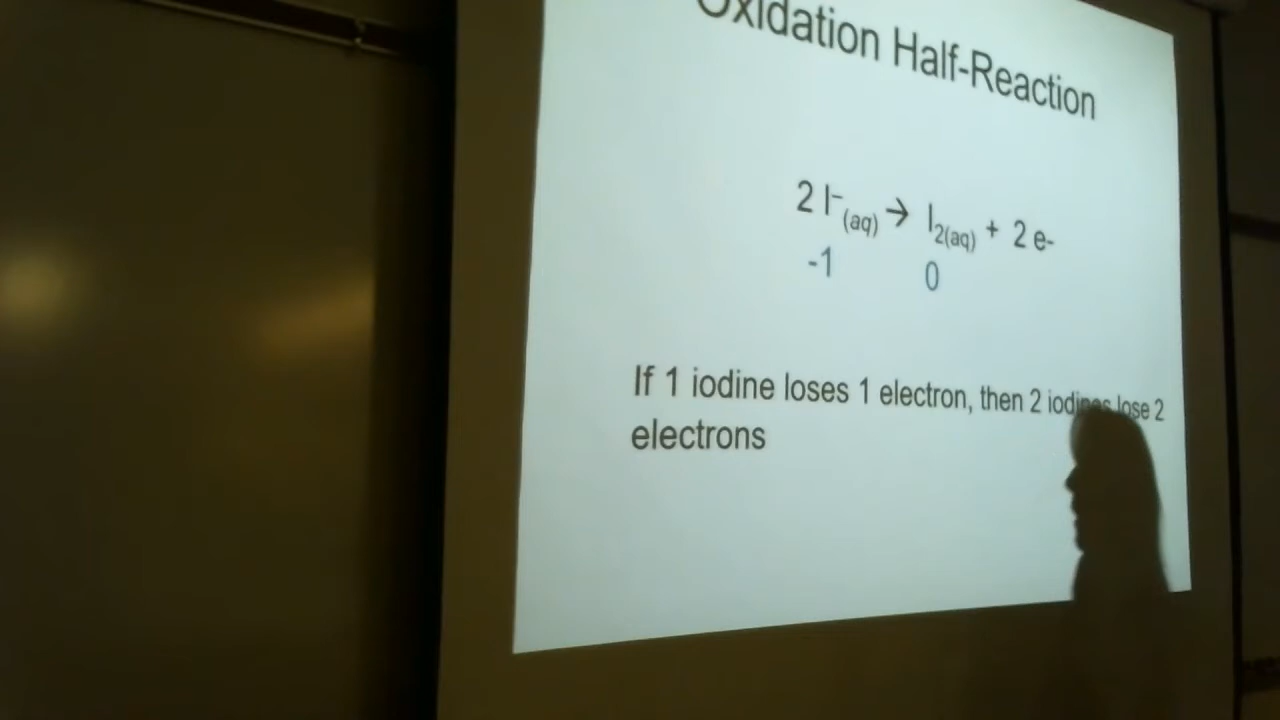 Oxidation Half-Reaction
2 I⁻(aq) → I₂(aq) + 2 e-
-1 0
If 1 iodine loses 1 electron, then 2 iodines lose 2
electrons